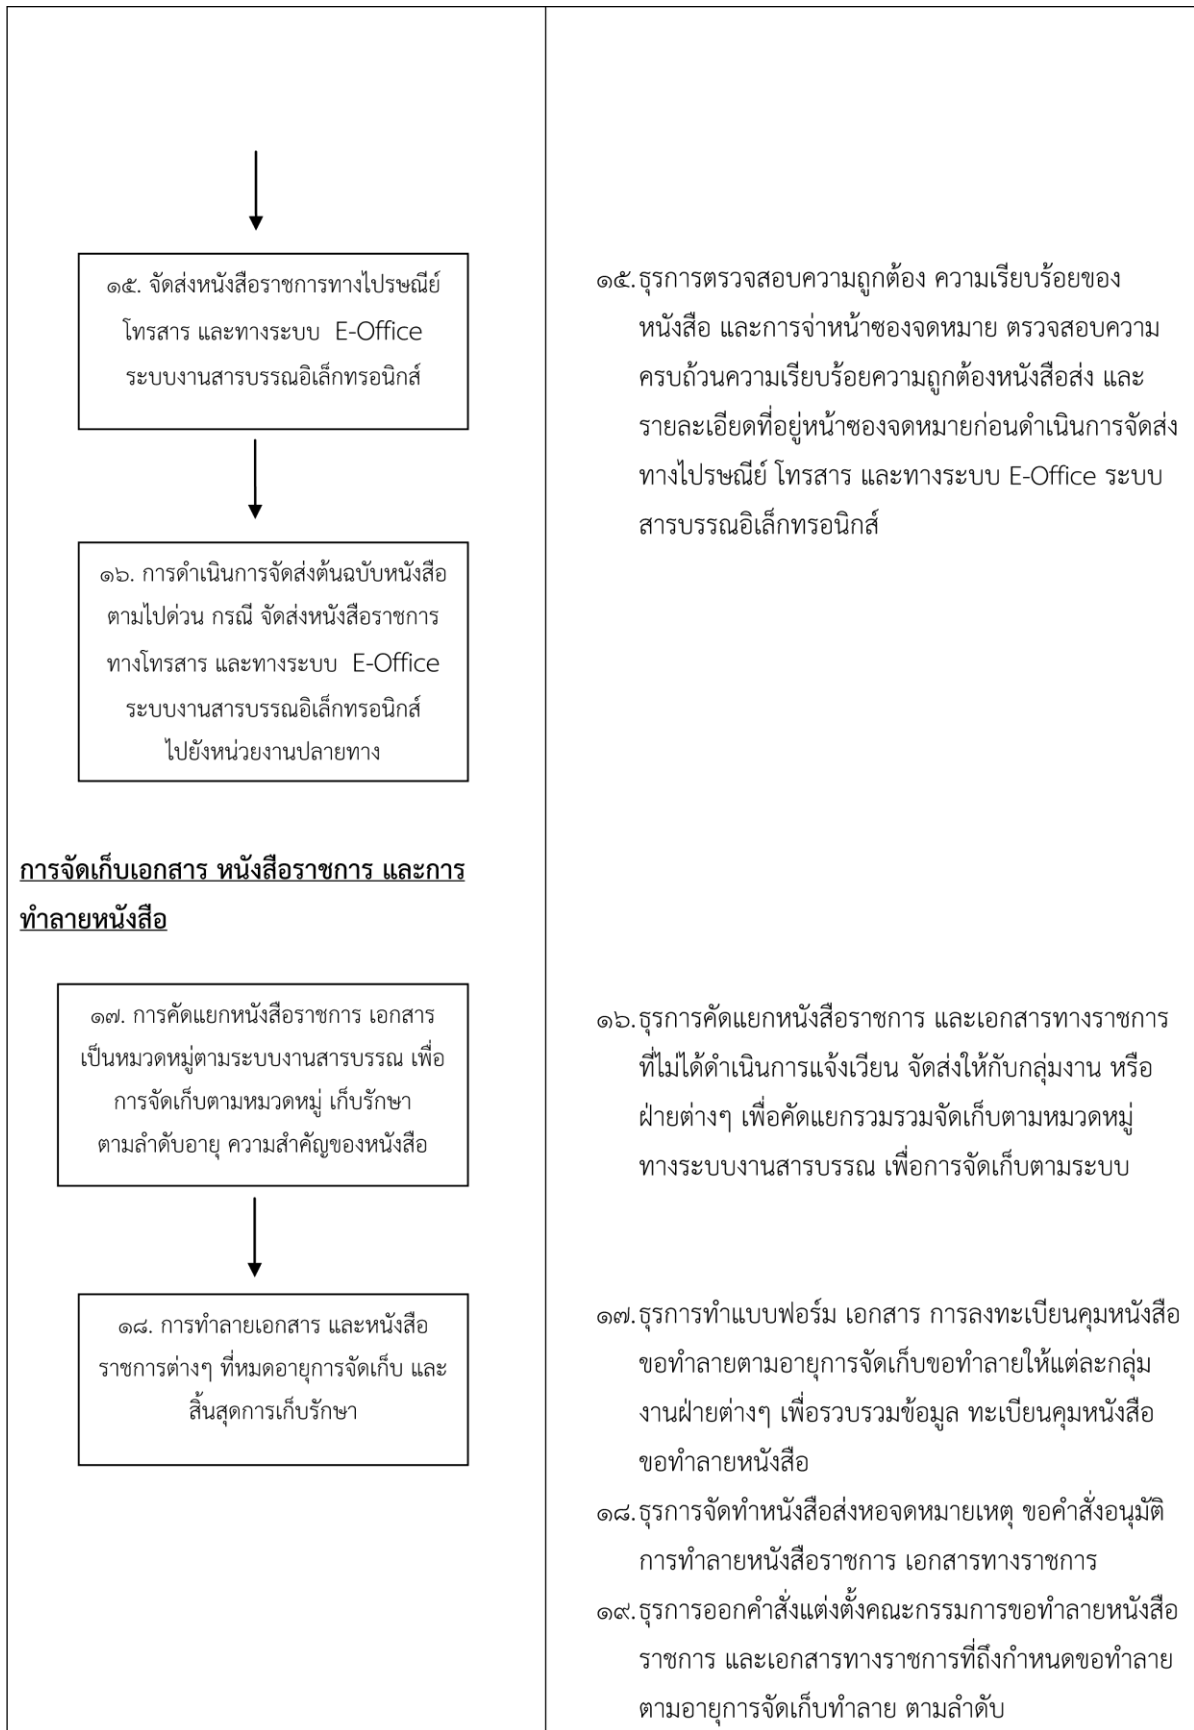 ๑๕. จัดส่งหนังสือราชการทางไปรษณีย์
โทรสาร และทางระบบ E-Office
ระบบงานสารบรรณอิเล็กทรอนิกส์
๑๖. การดำเนินการจัดส่งต้นฉบับหนังสือ
ตามไปด่วน กรณี จัดส่งหนังสือราชการ
ทางโทรสาร และทางระบบ E-Office
ระบบงานสารบรรณอิเล็กทรอนิกส์
ไปยังหน่วยงานปลายทาง
การจัดเก็บเอกสาร หนังสือราชการ และการ
ทำลายหนังสือ
๑๗. การคัดแยกหนังสือราชการ เอกสาร
เป็นหมวดหมู่ตามระบบงานสารบรรณ เพื่อ
การจัดเก็บตามหมวดหมู่ เก็บรักษา
ตามลำดับอายุ ความสำคัญของหนังสือ
๑๘. การทำลายเอกสาร และหนังสือ
ราชการต่างๆ ที่หมดอายุการจัดเก็บ และ
สิ้นสุดการเก็บรักษา
๑๕.ธุรการตรวจสอบความถูกต้อง ความเรียบร้อยของ
หนังสือ และการจ่าหน้าซองจดหมาย ตรวจสอบความ
ครบถ้วนความเรียบร้อยความถูกต้องหนังสือส่ง และ
รายละเอียดที่อยู่หน้าซองจดหมายก่อนดำเนินการจัดส่ง
ทางไปรษณีย์ โทรสาร และทางระบบ E-Office ระบบ
สารบรรณอิเล็กทรอนิกส์
๑๖.ธุรการคัดแยกหนังสือราชการ และเอกสารทางราชการ
ที่ไม่ได้ดำเนินการแจ้งเวียน จัดส่งให้กับกลุ่มงาน หรือ
ฝ่ายต่างๆ เพื่อคัดแยกรวมรวมจัดเก็บตามหมวดหมู่
ทางระบบงานสารบรรณ เพื่อการจัดเก็บตามระบบ
๑๗.ธุรการทำแบบฟอร์ม เอกสาร การลงทะเบียนคุมหนังสือ
ขอทำลายตามอายุการจัดเก็บขอทำลายให้แต่ละกลุ่ม
งานฝ่ายต่างๆ เพื่อรวบรวมข้อมูล ทะเบียนคุมหนังสือ
ขอทำลายหนังสือ
๑๘.ธุรการจัดทำหนังสือส่งหอจดหมายเหตุ ขอคำสั่งอนุมัติ
การทำลายหนังสือราชการ เอกสารทางราชการ
๑๙.ธุรการออกคำสั่งแต่งตั้งคณะกรรมการขอทำลายหนังสือ
ราชการ และเอกสารทางราชการที่ถึงกำหนดขอทำลาย
ตามอายุการจัดเก็บทำลาย ตามลำดับ